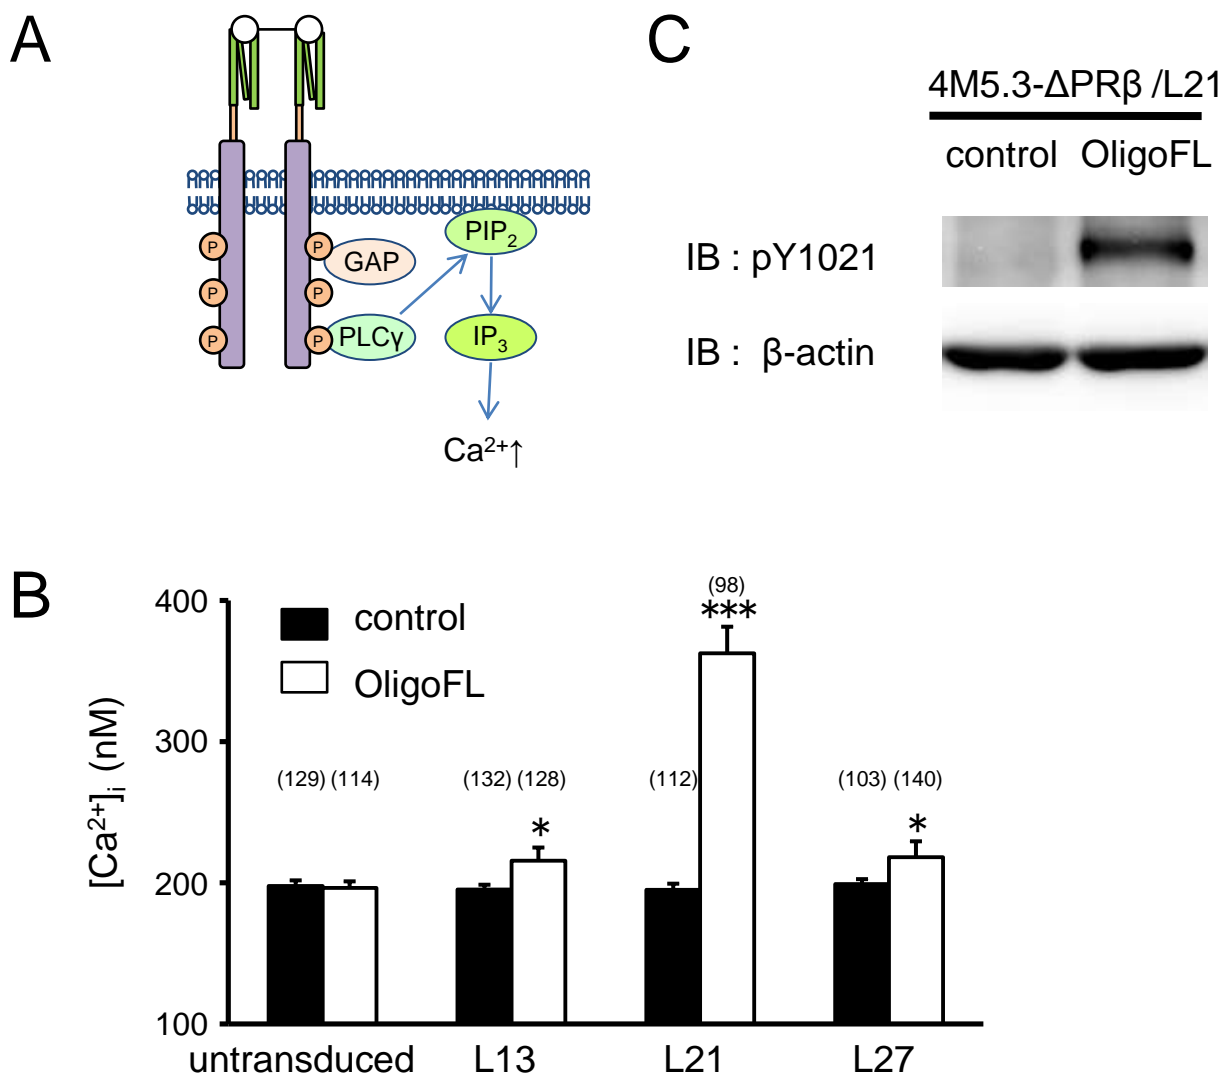 A
P
P
P
P
P
P
GAP
PLCγ
PIP₂
IP₃
Ca²⁺↑
C
4M5.3-ΔPRβ /L21
control OligoFL
IB : pY1021
IB : β-actin
B
[Ca²⁺]ᵢ (nM)
400
300
200
100
control
OligoFL
(129) (114)
(132) (128)
*
(112)
(98)
***
(103) (140)
*
untransduced L13 L21 L27